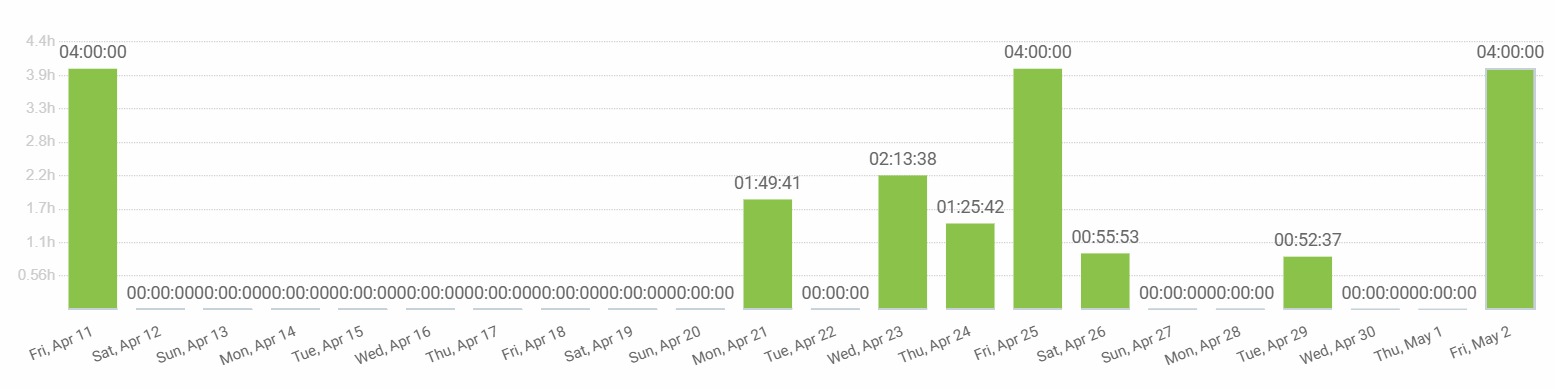 4.4h
04:00:00 04:00:00 04:00:00
3.9h
3.3h
2.8h
02:13:38
2.2h
01:49:41
01:25:42
1.7h
1.1h
00:55:53 00:52:37
0.56h
00:00:00 00:00:00 00:00:00 00:00:00 00:00:00 00:00:00 00:00:00 00:00:00 00:00:00 00:00:00 00:00:00 00:00:00 00:00:00 00:00:00
Fri, Apr 11 Sat, Apr 12 Sun, Apr 13 Mon, Apr 14 Tue, Apr 15 Wed, Apr 16 Thu, Apr 17 Fri, Apr 18 Sat, Apr 19 Sun, Apr 20 Mon, Apr 21 Tue, Apr 22 Wed, Apr 23 Thu, Apr 24 Fri, Apr 25 Sat, Apr 26 Sun, Apr 27 Mon, Apr 28 Tue, Apr 29 Wed, Apr 30 Thu, May 1 Fri, May 2